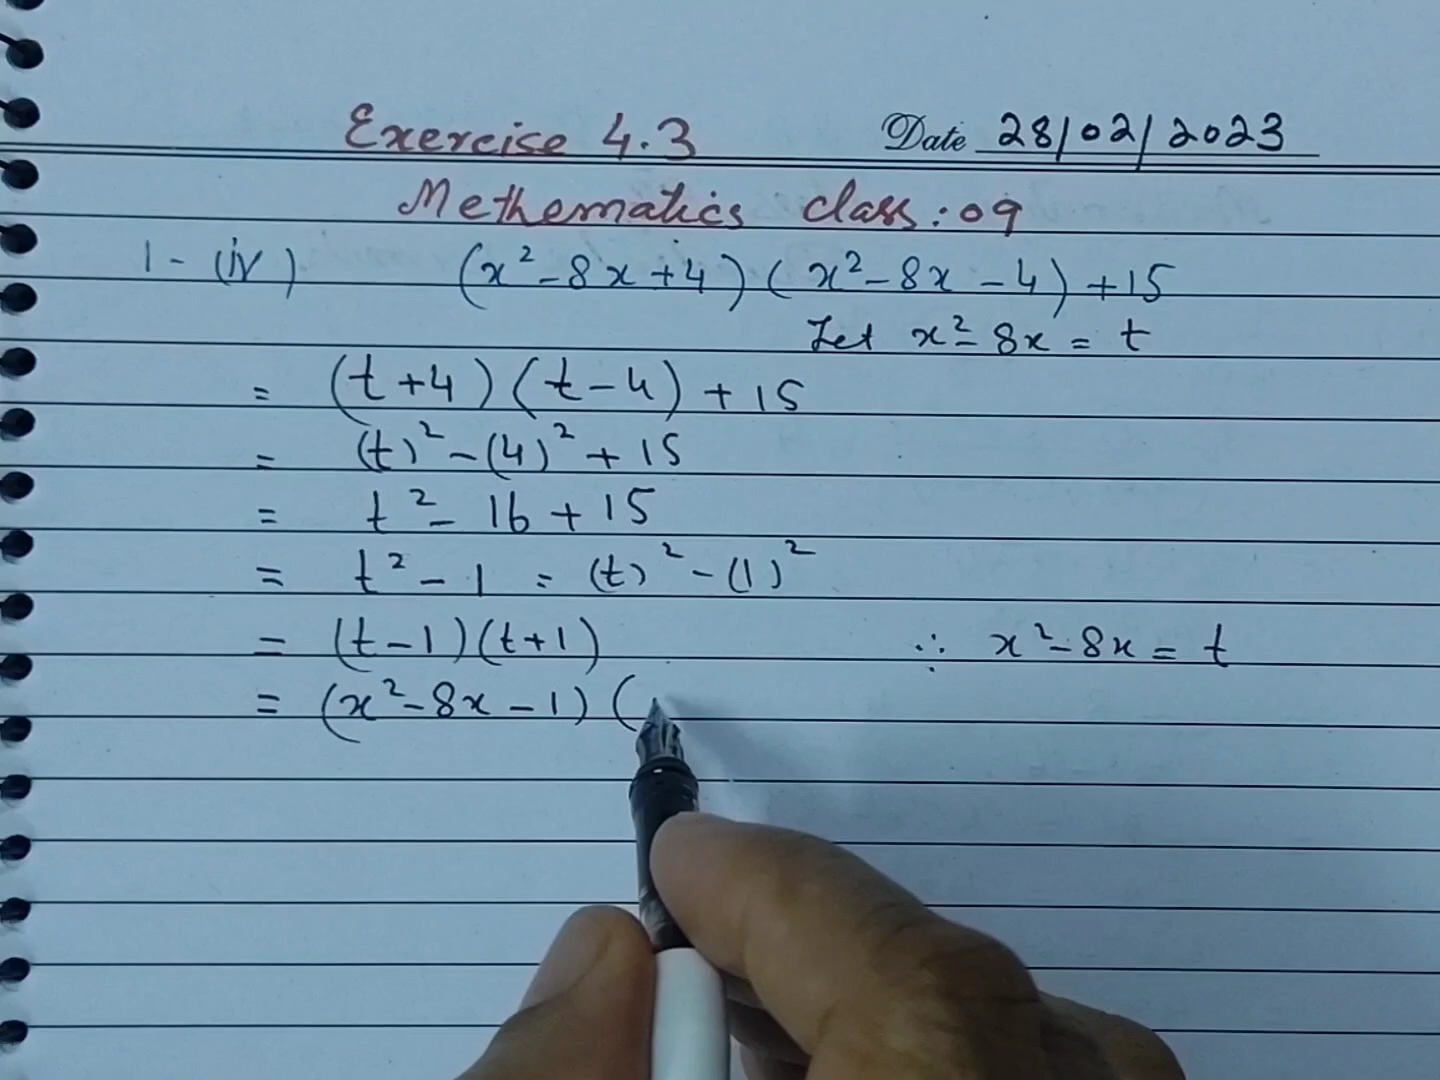 Exercise 4.3 Date 28/02/2023
Methematics class: 09
1 - (iv) (x² - 8x + 4) (x² - 8x - 4) + 15
Let x² - 8x = t
= (t + 4) (t - 4) + 15
= (t)² - (4)² + 15
= t² - 16 + 15
= t² - 1 = (t)² - (1)²
= (t - 1) (t + 1) ∴ x² - 8x = t
= (x² - 8x - 1) (